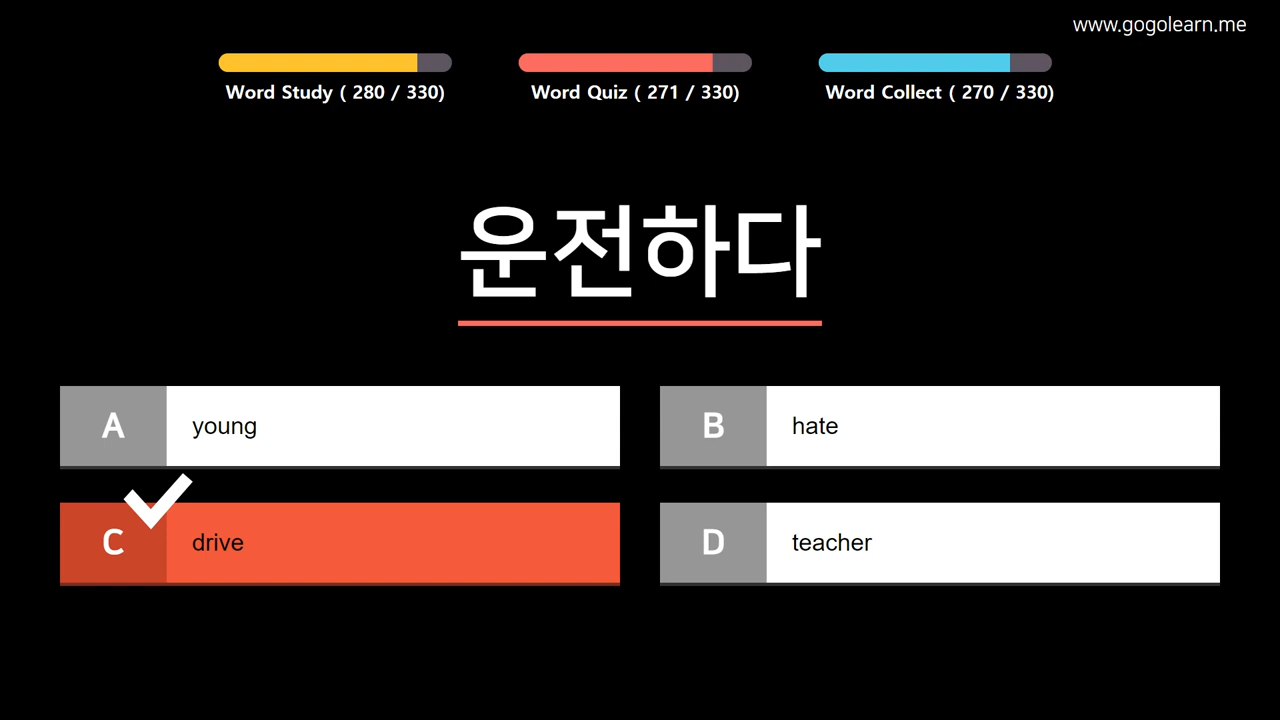 www.gogolearn.me
Word Study ( 280 / 330)
Word Quiz ( 271 / 330)
Word Collect ( 270 / 330)
운전하다
A young
B hate
C drive
D teacher